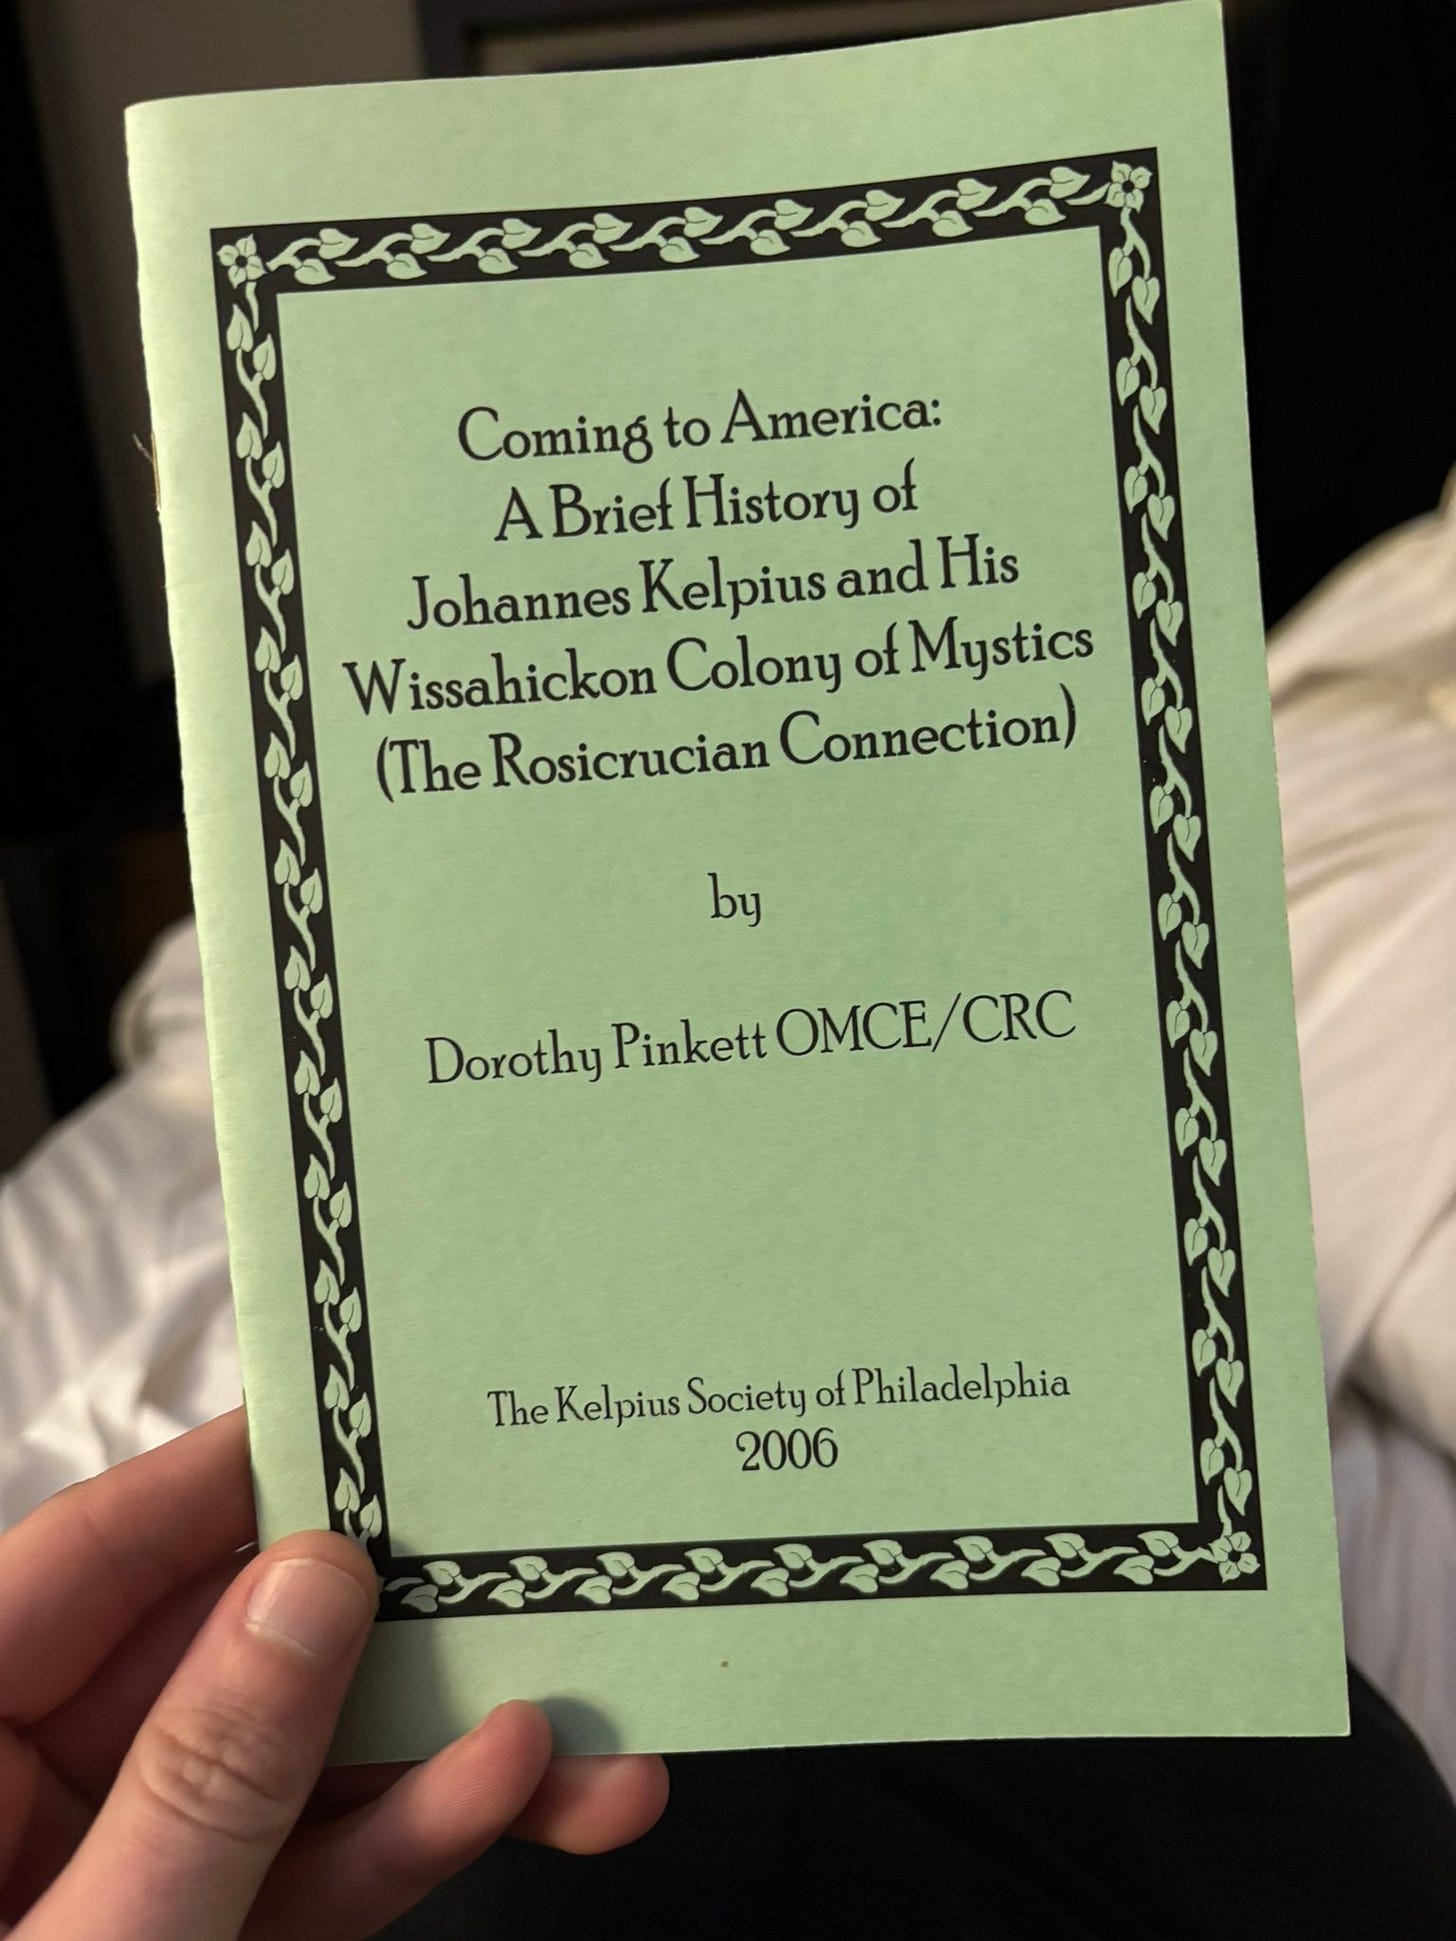 Coming to America:
A Brief History of
Johannes Kelpius and His
Wissahickon Colony of Mystics
(The Rosicrucian Connection)
by
Dorothy Pinkett OMCE/CRC
The Kelpius Society of Philadelphia
2006